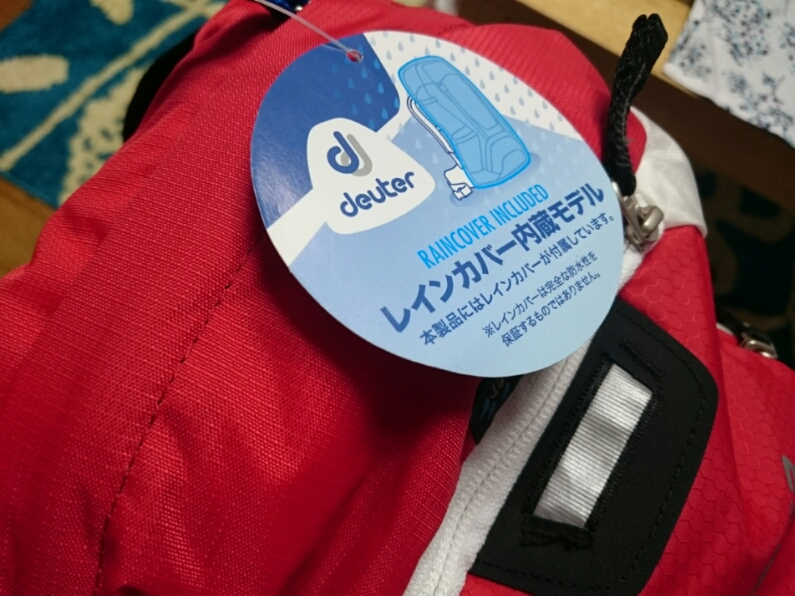 deuter
RAINCOVER INCLUDED
レインカバー内蔵モデル
本製品にはレインカバーが付属しています。
※レインカバーは完全な防水性を
保証するものではありません。